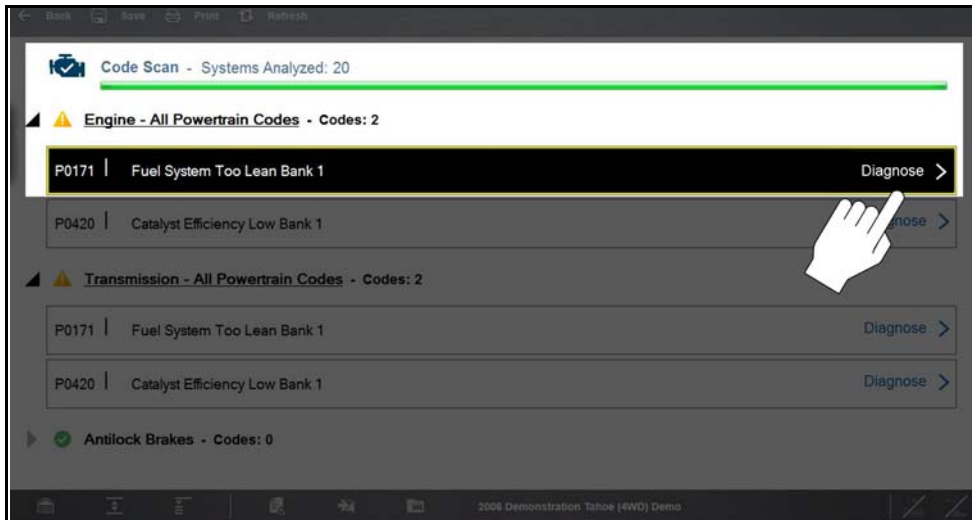 Back Save Print Refresh
Code Scan - Systems Analyzed: 20
Engine - All Powertrain Codes - Codes: 2
P0171 Fuel System Too Lean Bank 1 Diagnose
P0420 Catalyst Efficiency Low Bank 1 gnose
Transmission - All Powertrain Codes - Codes: 2
P0171 Fuel System Too Lean Bank 1 Diagnose
P0420 Catalyst Efficiency Low Bank 1 Diagnose
Antilock Brakes - Codes: 0
2006 Demonstration Tahoe (4WD) Demo